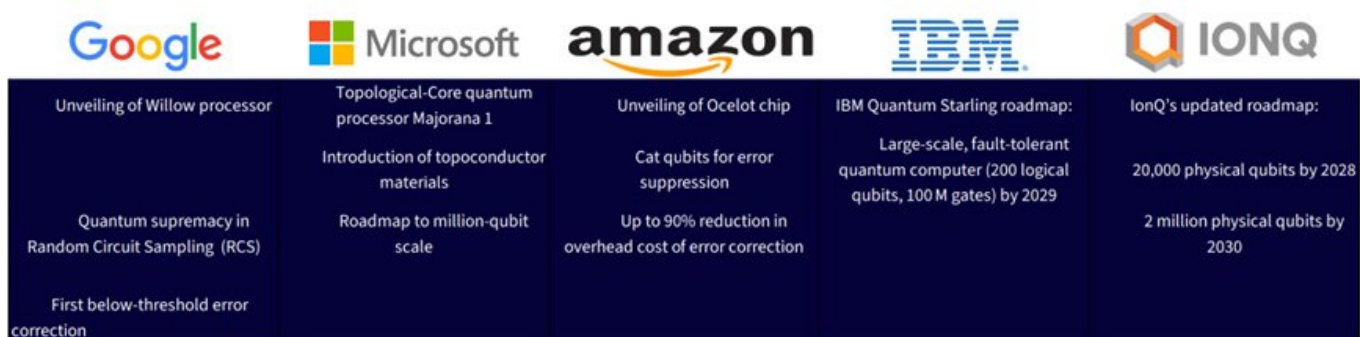 Google
Microsoft
amazon
IBM
IONQ
Unveiling of Willow processor
Quantum supremacy in
Random Circuit Sampling (RCS)
First below-threshold error
correction
Topological-Core quantum
processor Majorana 1
Introduction of topoconductor
materials
Roadmap to million-qubit
scale
Unveiling of Ocelot chip
Cat qubits for error
suppression
Up to 90% reduction in
overhead cost of error correction
IBM Quantum Starling roadmap:
Large-scale, fault-tolerant
quantum computer (200 logical
qubits, 100 M gates) by 2029
IonQ's updated roadmap:
20,000 physical qubits by 2028
2 million physical qubits by
2030